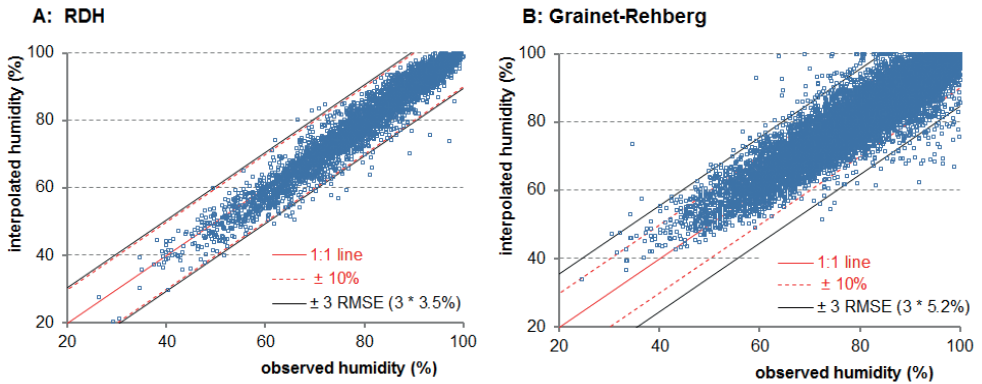 A: RDH
interpolated humidity (%)
100
80
60
40
20
20 40 60 80 100
observed humidity (%)
1:1 line
± 10%
± 3 RMSE (3 * 3.5%)
B: Grainet-Rehberg
interpolated humidity (%)
100
80
60
40
20
20 40 60 80 100
observed humidity (%)
1:1 line
± 10%
± 3 RMSE (3 * 5.2%)